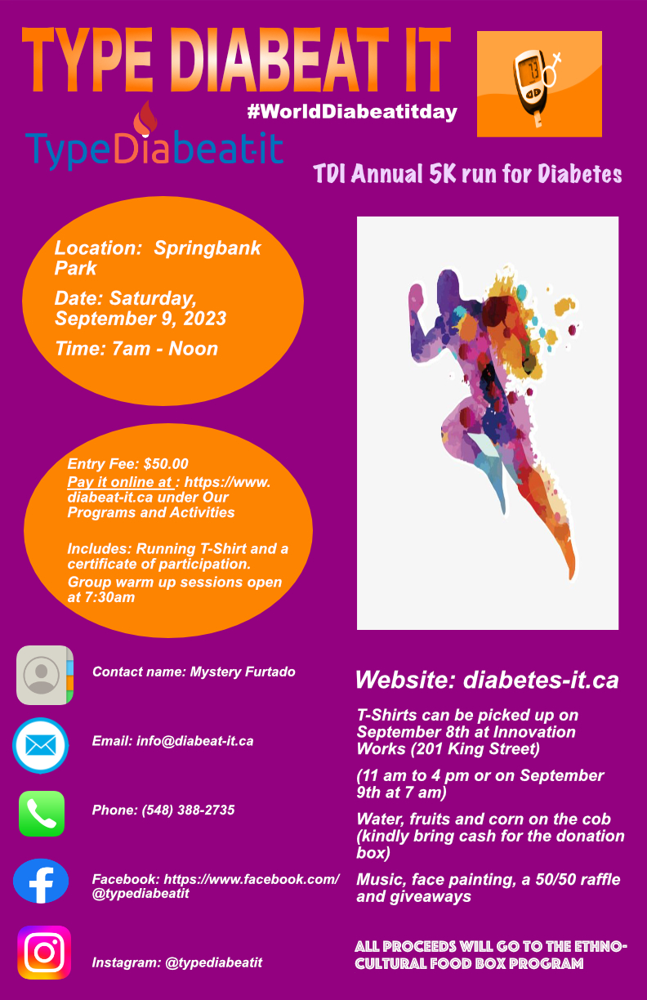 TYPE DIABEAT IT
#WorldDiabeatitday
7.3
TypeDiabeat-it
TDI Annual 5K run for Diabetes
Location:  Springbank
Park
Date: Saturday,
September 9, 2023
Time: 7am - Noon
Entry Fee: $50.00
Pay it online at : https://www.
diabeat-it.ca under Our
Programs and Activities
Includes: Running T-Shirt and a
certificate of participation.
Group warm up sessions open
at 7:30am
Contact name: Mystery Furtado
Email: info@diabeat-it.ca
Phone: (548) 388-2735
Facebook: https://www.facebook.com/
@typediabeatit
Instagram: @typediabeatit
Website: diabetes-it.ca
T-Shirts can be picked up on
September 8th at Innovation
Works (201 King Street)
(11 am to 4 pm or on September
9th at 7 am)
Water, fruits and corn on the cob
(kindly bring cash for the donation
box)
Music, face painting, a 50/50 raffle
and giveaways
ALL PROCEEDS WILL GO TO THE ETHNO-
CULTURAL FOOD BOX PROGRAM